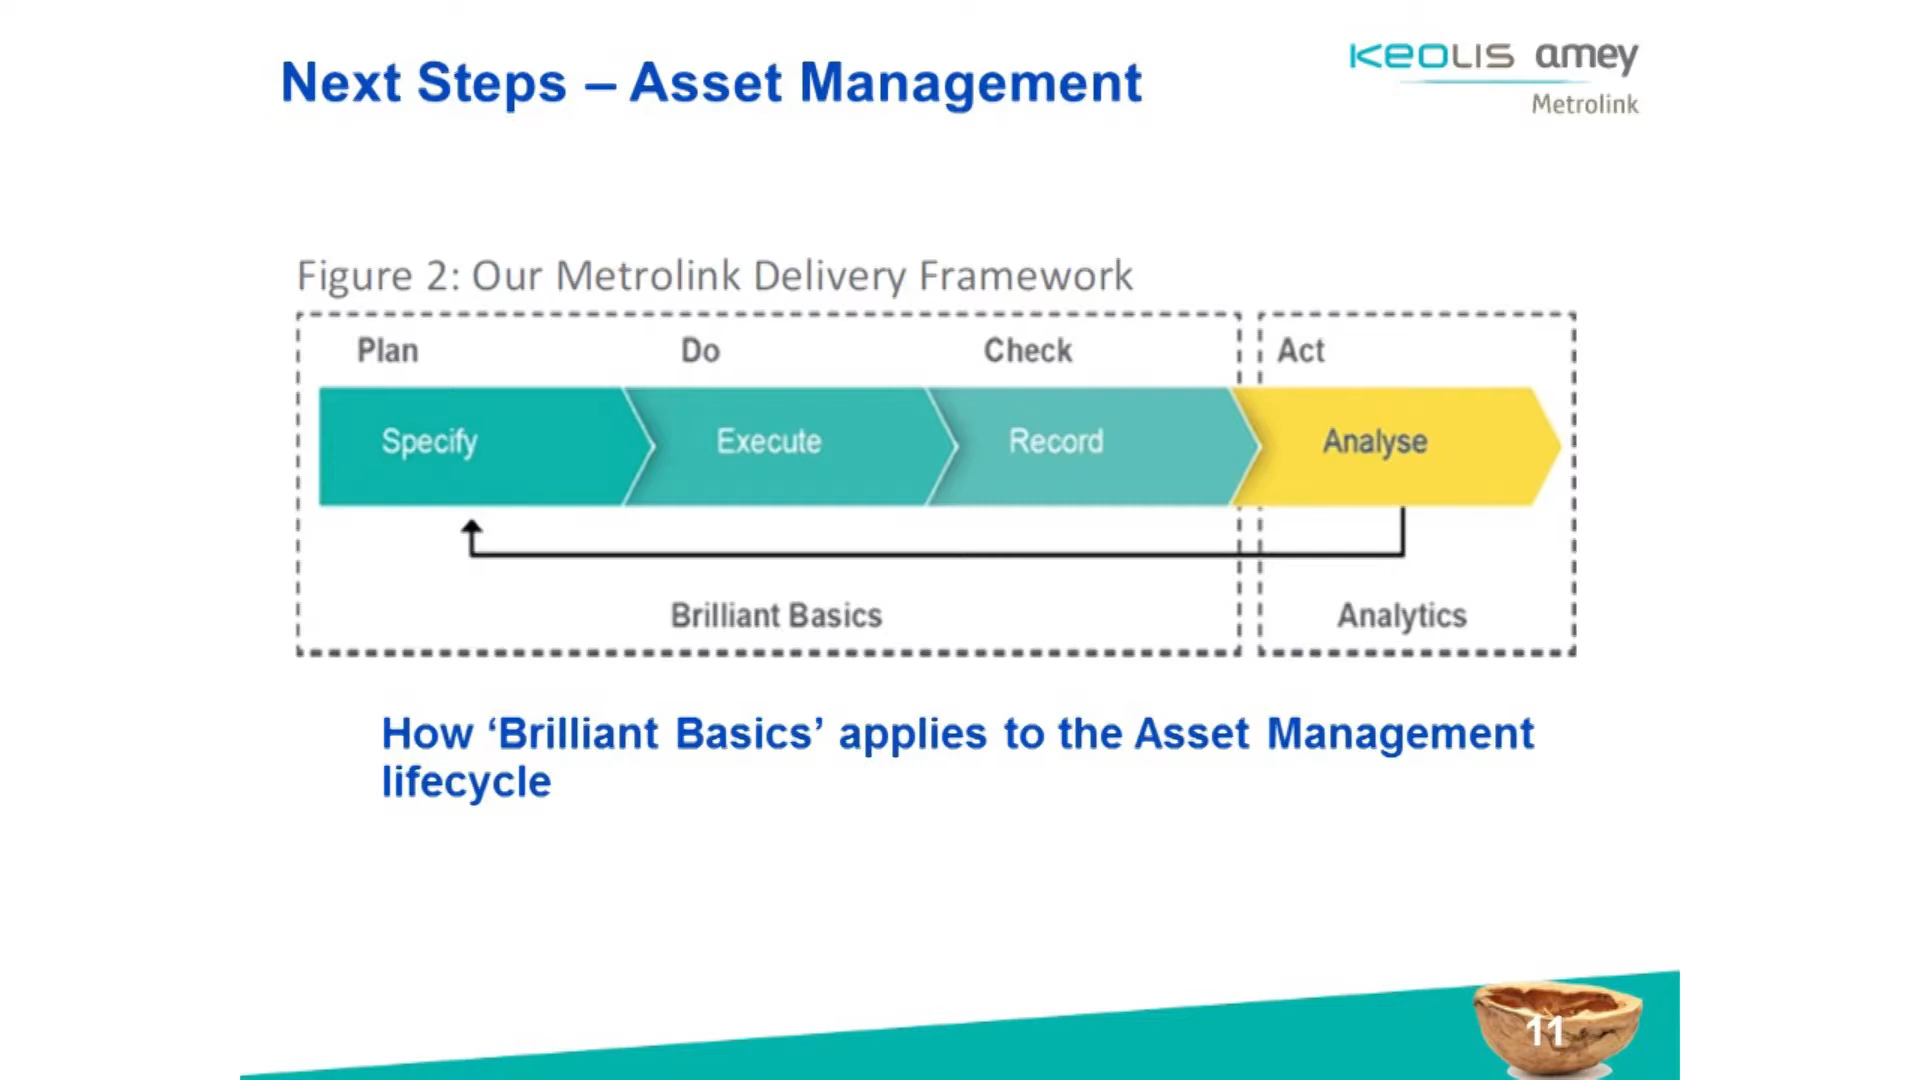 Next Steps – Asset Management
KEOLIS amey
Metrolink
Figure 2: Our Metrolink Delivery Framework
Plan Do Check Act
Specify Execute Record Analyse
Brilliant Basics Analytics
How ‘Brilliant Basics’ applies to the Asset Management
lifecycle
11